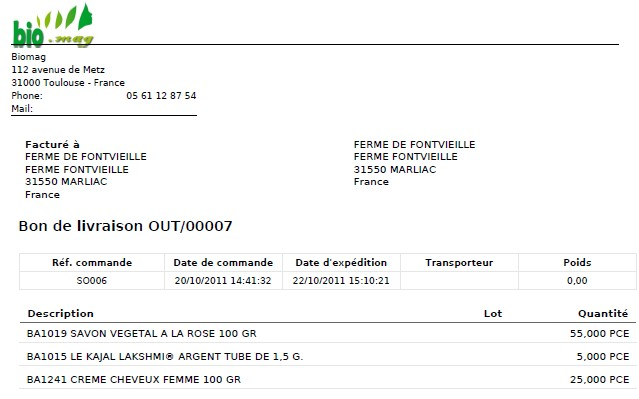 bio.mag
Biomag
112 avenue de Metz
31000 Toulouse - France
Phone: 05 61 12 87 54
Mail:
Facturé à
FERME DE FONTVIEILLE
FERME FONTVIEILLE
31550 MARLIAC
France
FERME DE FONTVIEILLE
FERME FONTVIEILLE
31550 MARLIAC
France
Bon de livraison OUT/00007
Réf. commande Date de commande Date d'expédition Transporteur Poids
SO006 20/10/2011 14:41:32 22/10/2011 15:10:21 0,00
Description Lot Quantité
BA1019 SAVON VEGETAL A LA ROSE 100 GR 55,000 PCE
BA1015 LE KAJAL LAKSHMI® ARGENT TUBE DE 1,5 G. 5,000 PCE
BA1241 CREME CHEVEUX FEMME 100 GR 25,000 PCE